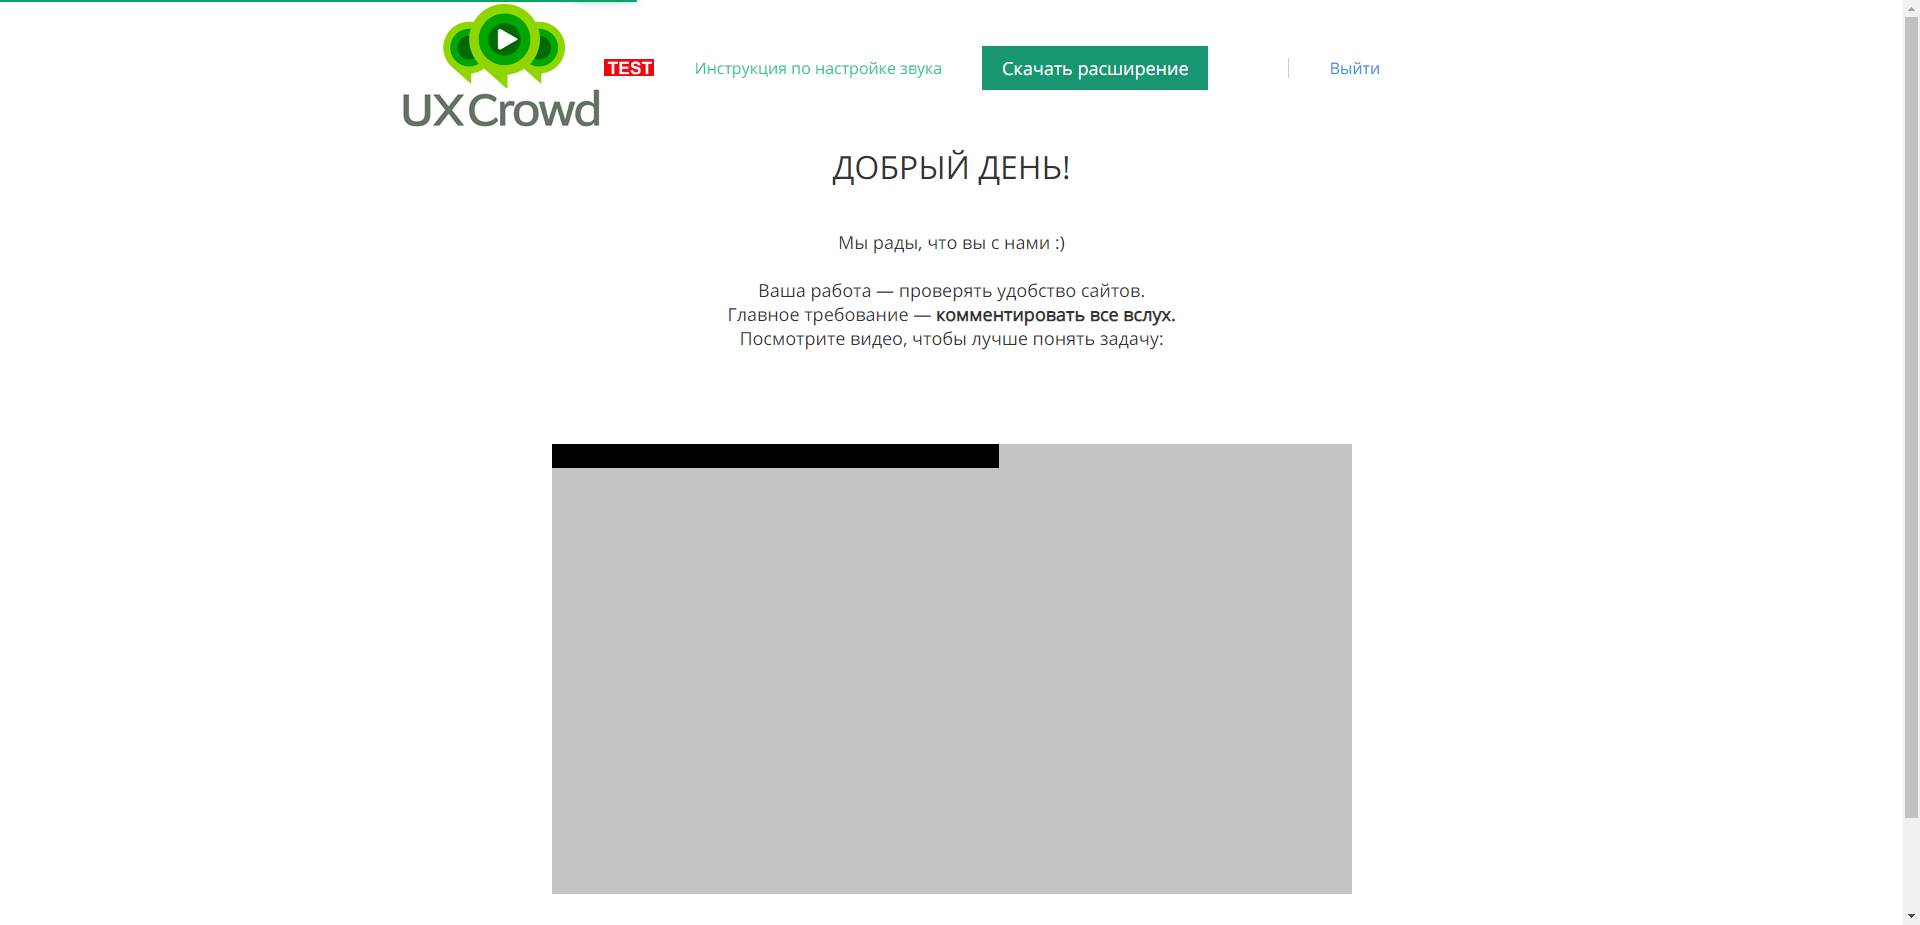 UXCrowd
TEST
Инструкция по настройке звука
Скачать расширение
Выйти
ДОБРЫЙ ДЕНЬ!
Мы рады, что вы с нами :)
Ваша работа — проверять удобство сайтов.
Главное требование — комментировать все вслух.
Посмотрите видео, чтобы лучше понять задачу: